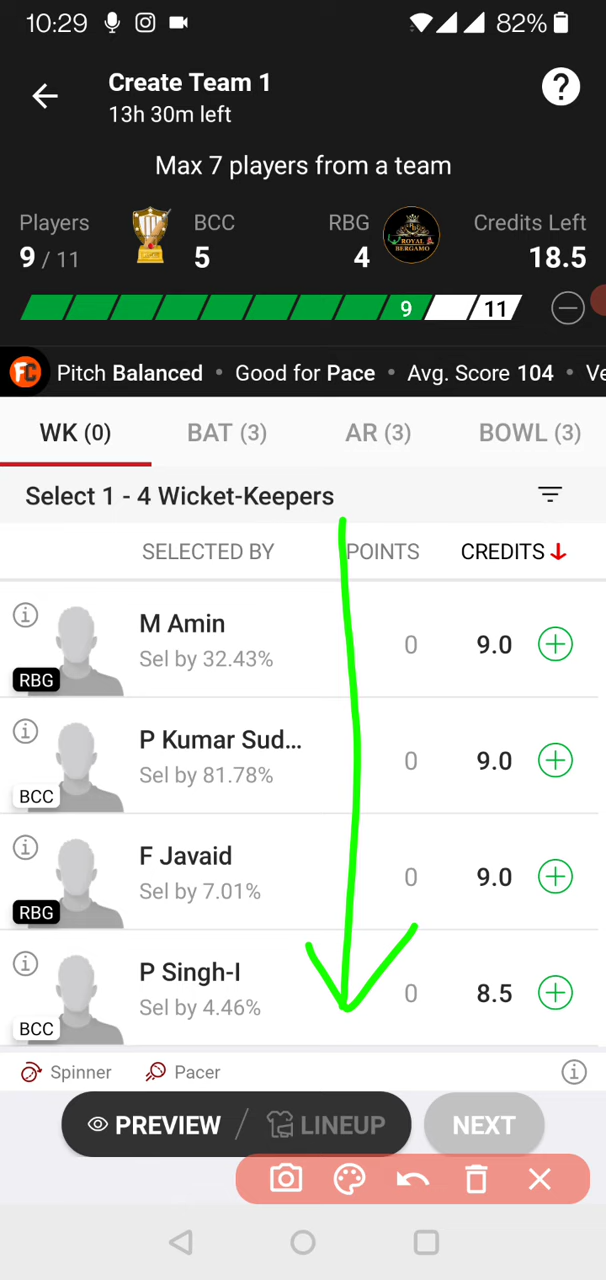 10:29 82%
Create Team 1
13h 30m left
?
Max 7 players from a team
Players BCC RBG Credits Left
9 / 11 5 4 18.5
ROYAL
BERGAMO
9 11
FC Pitch Balanced • Good for Pace • Avg. Score 104 • Ve
WK (0) BAT (3) AR (3) BOWL (3)
Select 1 - 4 Wicket-Keepers
SELECTED BY POINTS CREDITS
M Amin
Sel by 32.43%
0 9.0
RBG
P Kumar Sud...
Sel by 81.78%
0 9.0
BCC
F Javaid
Sel by 7.01%
0 9.0
RBG
P Singh-I
Sel by 4.46%
0 8.5
BCC
Spinner Pacer
PREVIEW / LINEUP NEXT